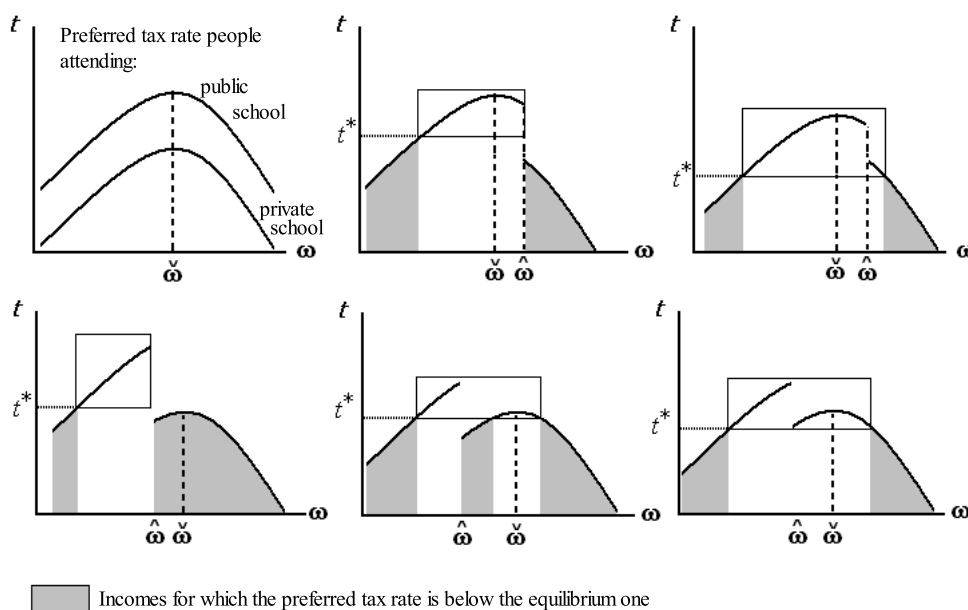 t
Preferred tax rate people
attending:
public
school
private
school
ω
ω̌
t
t*
ω
ω̌ ω̂
t
t*
ω
ω̌ ω̂
t
t*
ω
ω̂ ω̌
t
t*
ω
ω̂ ω̌
t
t*
ω
ω̂ ω̌
Incomes for which the preferred tax rate is below the equilibrium one